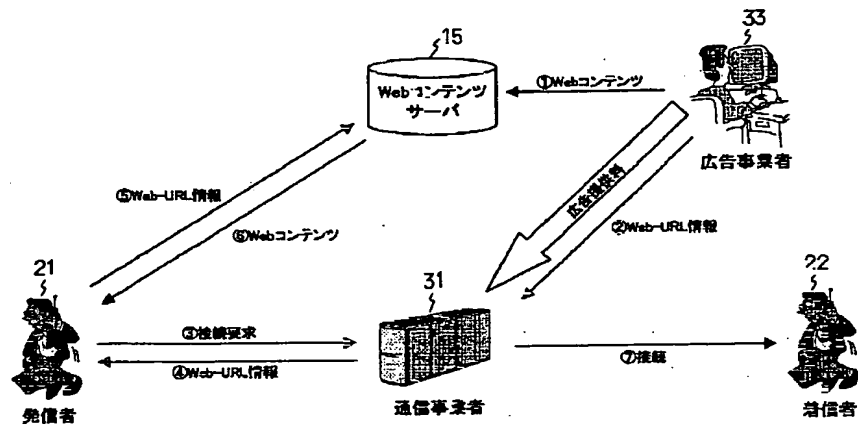 15
33
Webコンテンツ
サーバ
①Webコンテンツ
広告事業者
広告提供料
⑤Web-URL情報
⑥Webコンテンツ
②Web-URL情報
21
31
22
③接続要求
④Web-URL情報
⑦接続
発信者
通信事業者
着信者